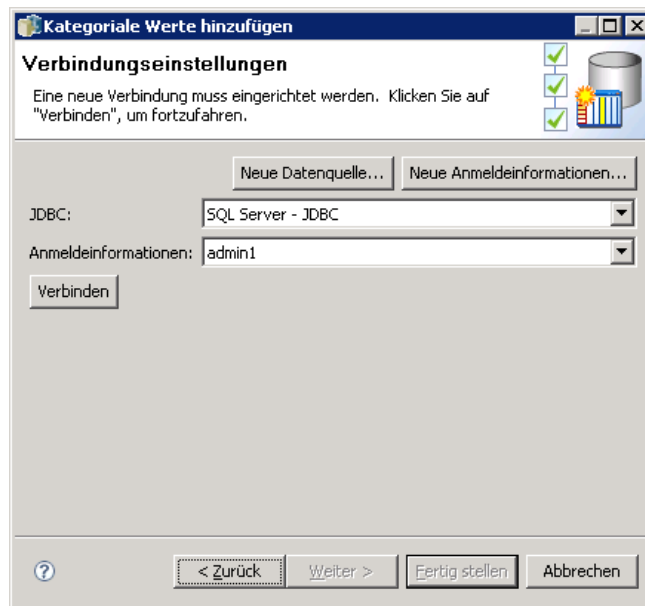 Kategoriale Werte hinzufügen
Verbindungseinstellungen
Eine neue Verbindung muss eingerichtet werden. Klicken Sie auf
"Verbinden", um fortzufahren.
Neue Datenquelle... Neue Anmeldeinformationen...
JDBC: SQL Server - JDBC
Anmeldeinformationen: admin1
Verbinden
? < Zurück Weiter > Fertig stellen Abbrechen